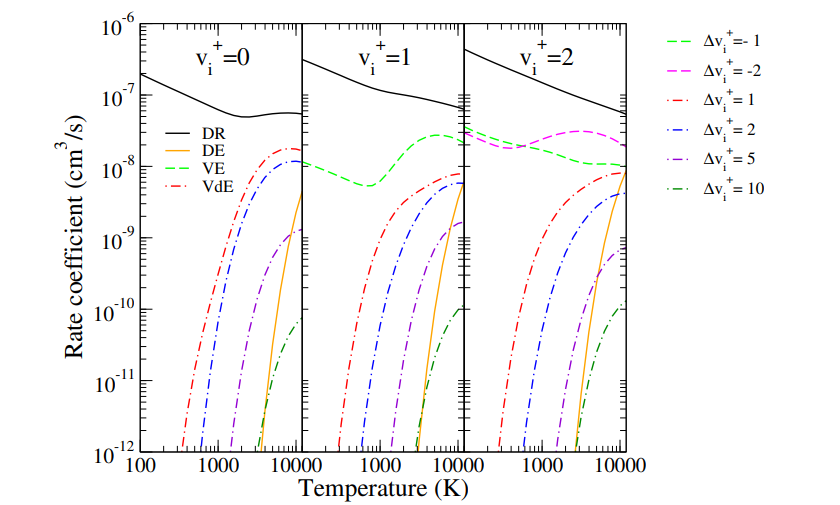 10^-6
10^-7
10^-8
10^-9
10^-10
10^-11
10^-12
Rate coefficient (cm^3/s)
v_i^+=0
v_i^+=1
v_i^+=2
DR
DE
VE
VdE
100
1000
10000
1000
10000
1000
10000
Temperature (K)
Δv_i^+=- 1
Δv_i^+= -2
Δv_i^+= 1
Δv_i^+= 2
Δv_i^+= 5
Δv_i^+= 10